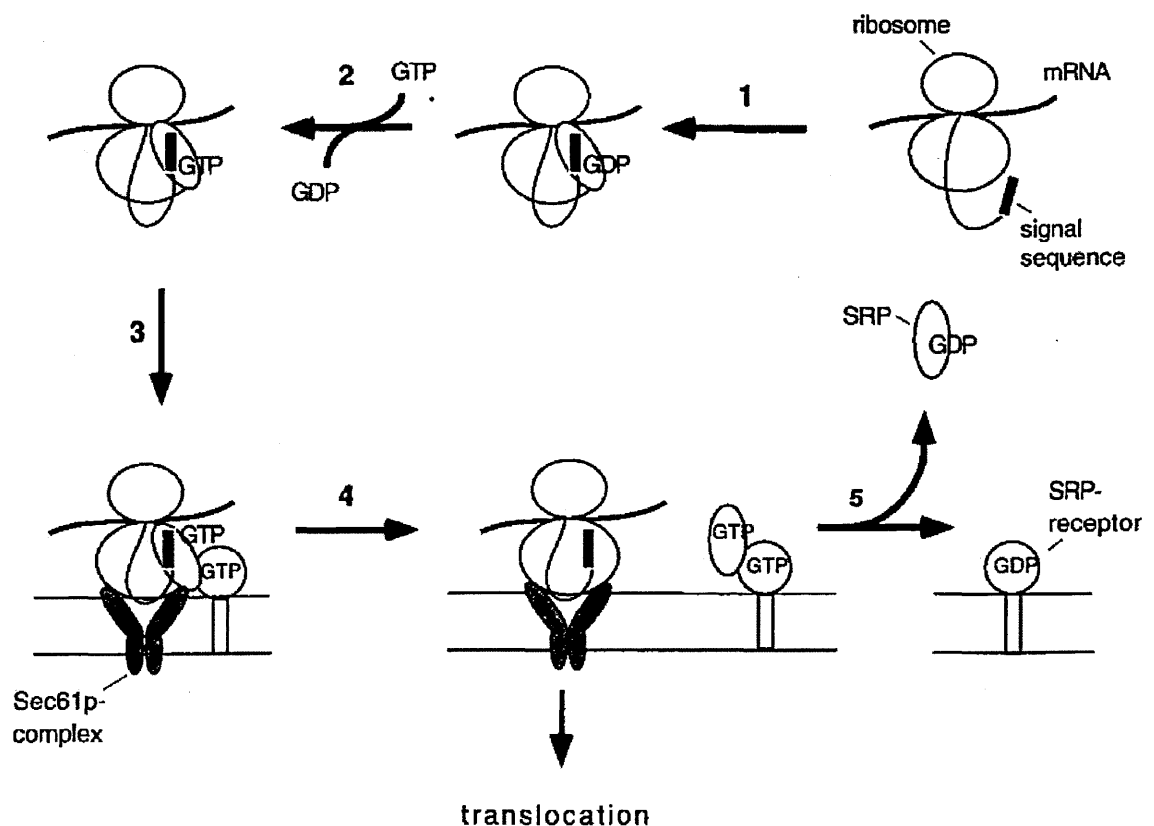 ribosome
mRNA
1
2
GTP
GDP
GTP
GDP
signal
sequence
3
SRP
GDP
4
5
GTP
GTP
GTP
GTP
SRP-
receptor
GDP
Sec61p-
complex
translocation